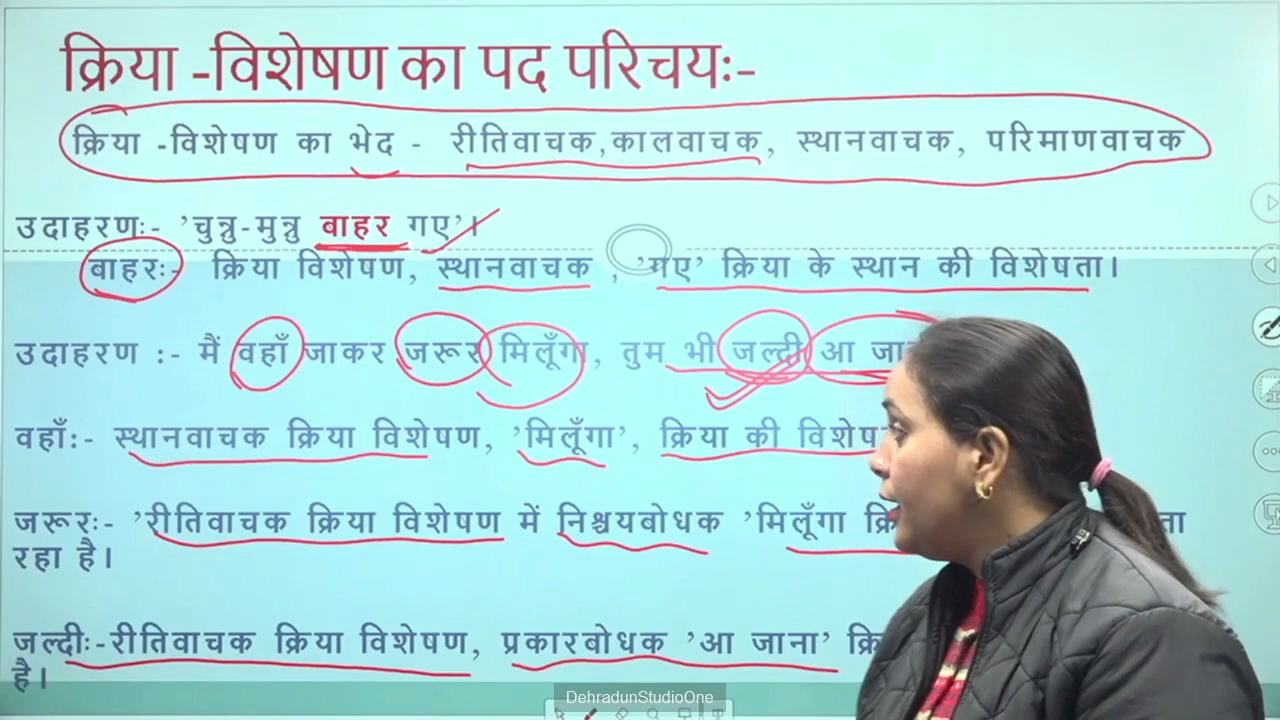 क्रिया -विशेषण का पद परिचयः-
क्रिया -विशेषण का भेद - रीतिवाचक,कालवाचक, स्थानवाचक, परिमाणवाचक
उदाहरणः- ’चुन्नु-मुन्नु बाहर गए’।
बाहरः- क्रिया विशेषण, स्थानवाचक , ’गए’ क्रिया के स्थान की विशेषता।
उदाहरण :- मैं वहाँ जाकर जरूर मिलूँगा, तुम भी जल्दी आ
वहाँ:- स्थानवाचक क्रिया विशेषण, ’मिलूँगा’, क्रिया की
जरूरः- ’रीतिवाचक क्रिया विशेषण में निश्चयबोधक ’मिलूँगा
रहा है।
जल्दीः-रीतिवाचक क्रिया विशेषण, प्रकारबोधक ’आ जाना’
है।
DehradunStudioOne